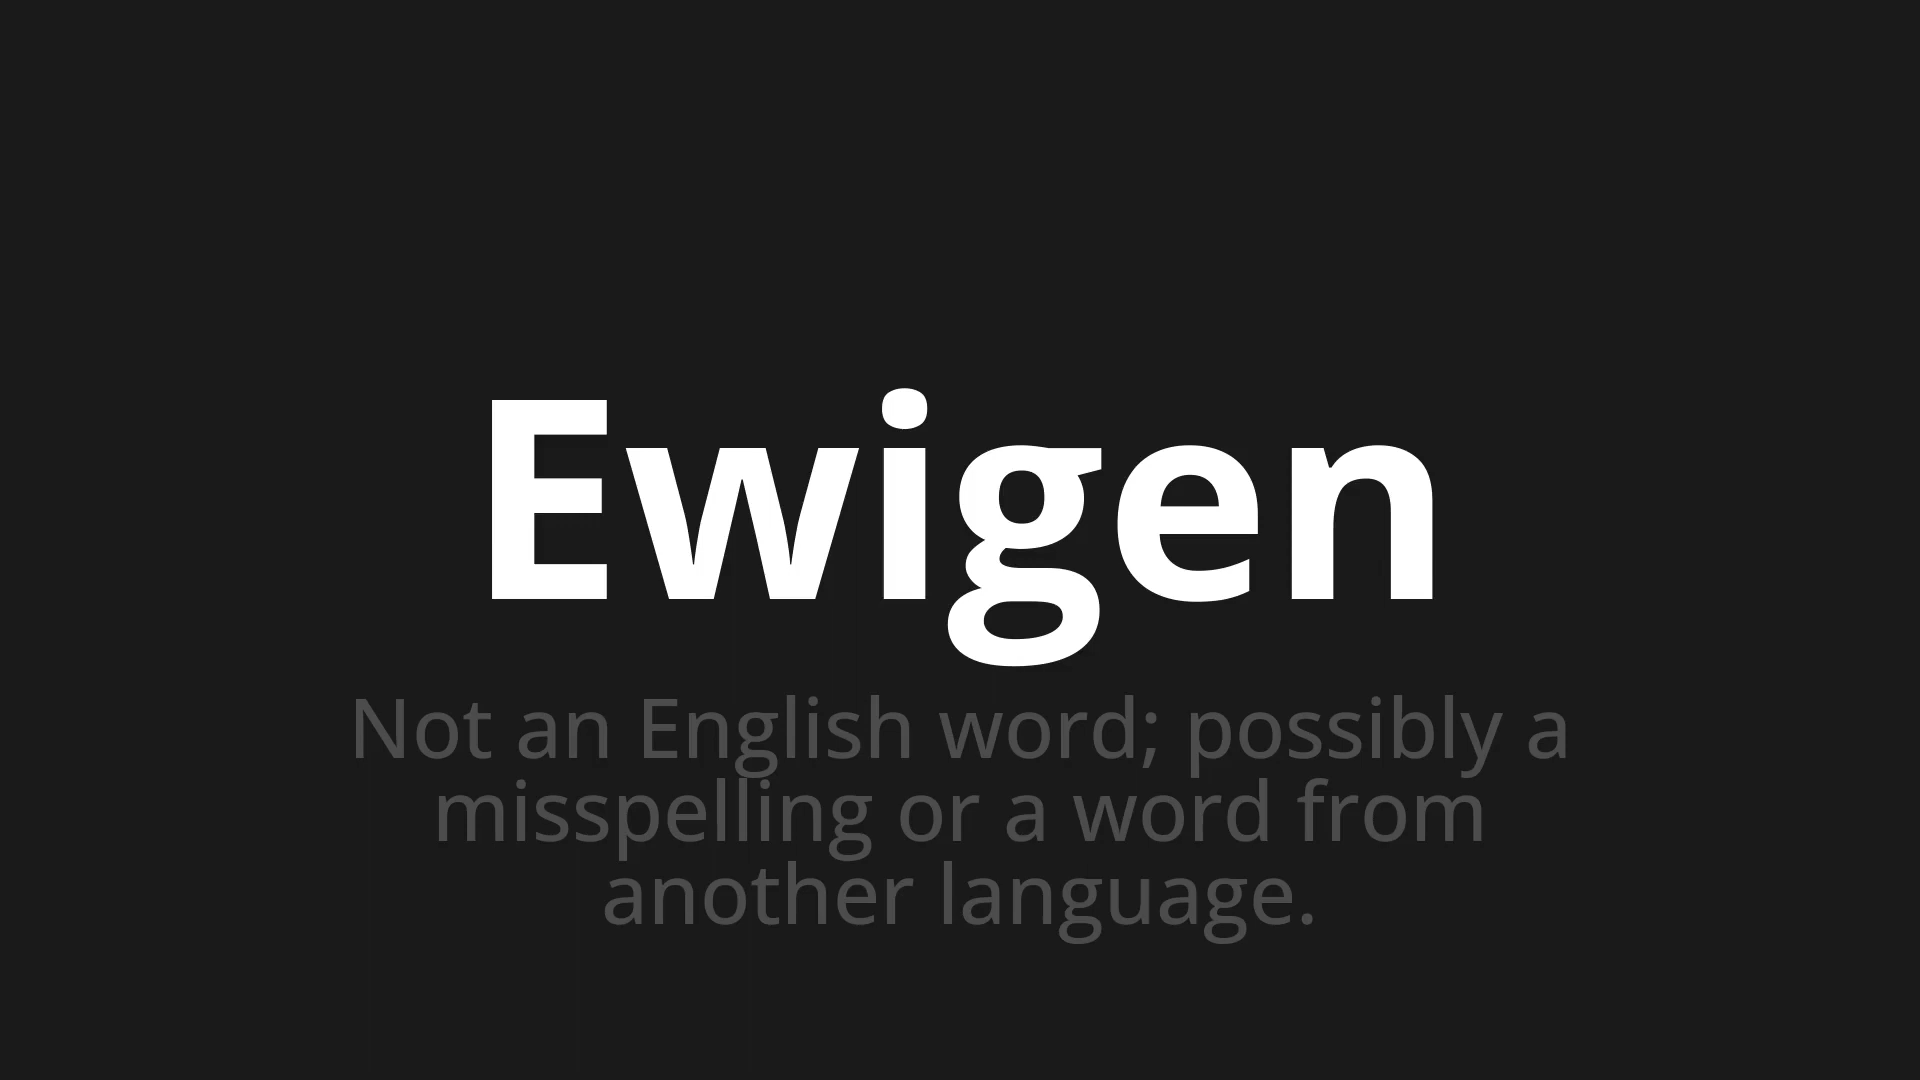 Ewigen
Not an English word; possibly a
misspelling or a word from
another language.